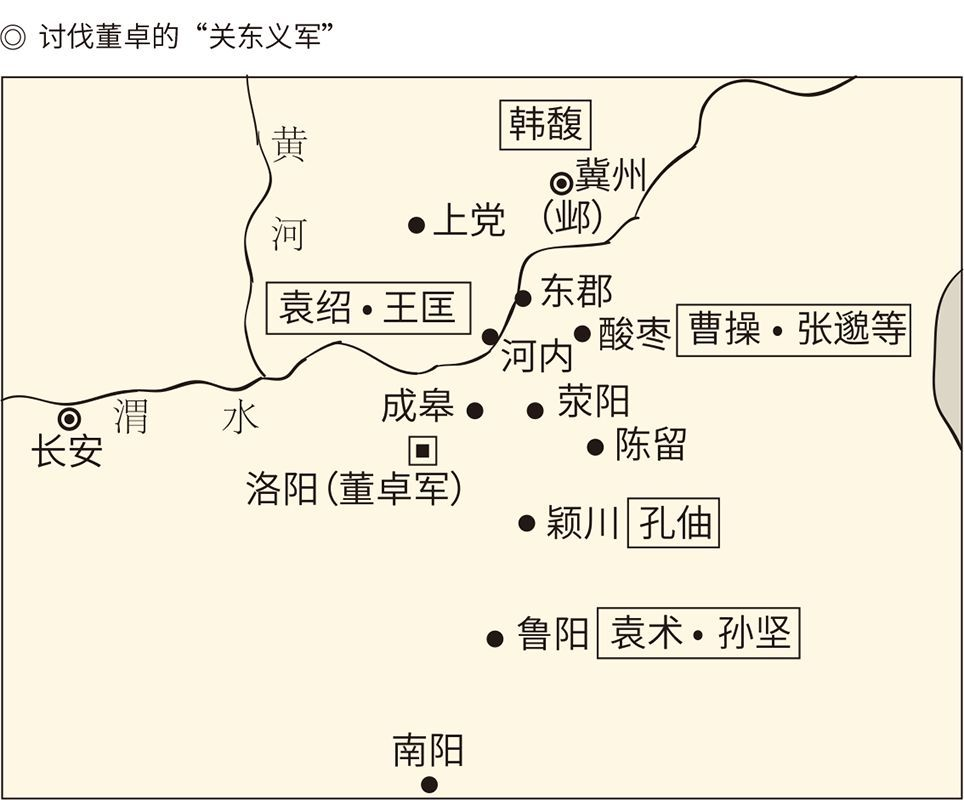 ◎ 讨伐董卓的“关东义军”
韩馥
黄河
冀州
(邺)
上党
东郡
袁绍·王匡
酸枣 曹操·张邈等
河内
成皋
荥阳
渭水
长安
陈留
洛阳(董卓军)
颖川 孔伷
鲁阳 袁术·孙坚
南阳